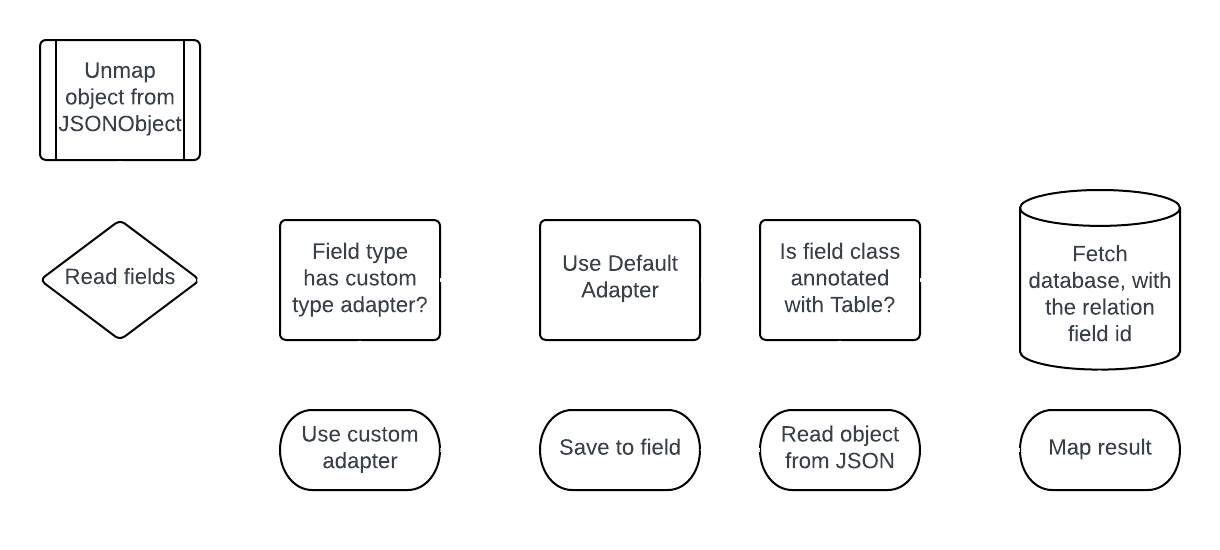 Unmap
object from
JSONObject
Read fields
Field type
has custom
type adapter?
Use Default
Adapter
Is field class
annotated
with Table?
Fetch
database, with
the relation
field id
Use custom
adapter
Save to field
Read object
from JSON
Map result